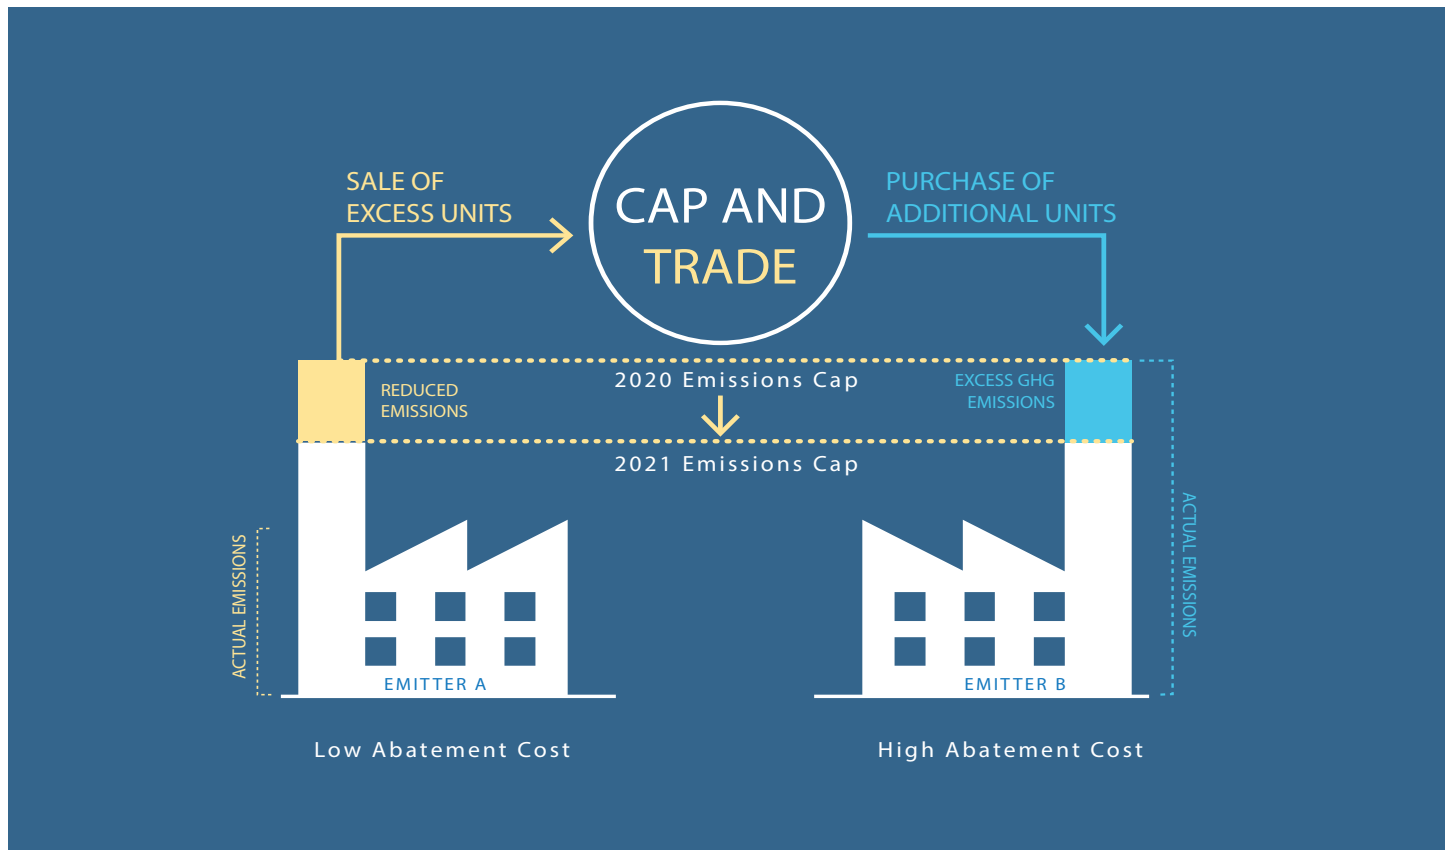 SALE OF
EXCESS UNITS
CAP AND
TRADE
PURCHASE OF
ADDITIONAL UNITS
REDUCED
EMISSIONS
2020 Emissions Cap
EXCESS GHG
EMISSIONS
2021 Emissions Cap
ACTUAL EMISSIONS
ACTUAL EMISSIONS
EMITTER A
EMITTER B
Low Abatement Cost
High Abatement Cost